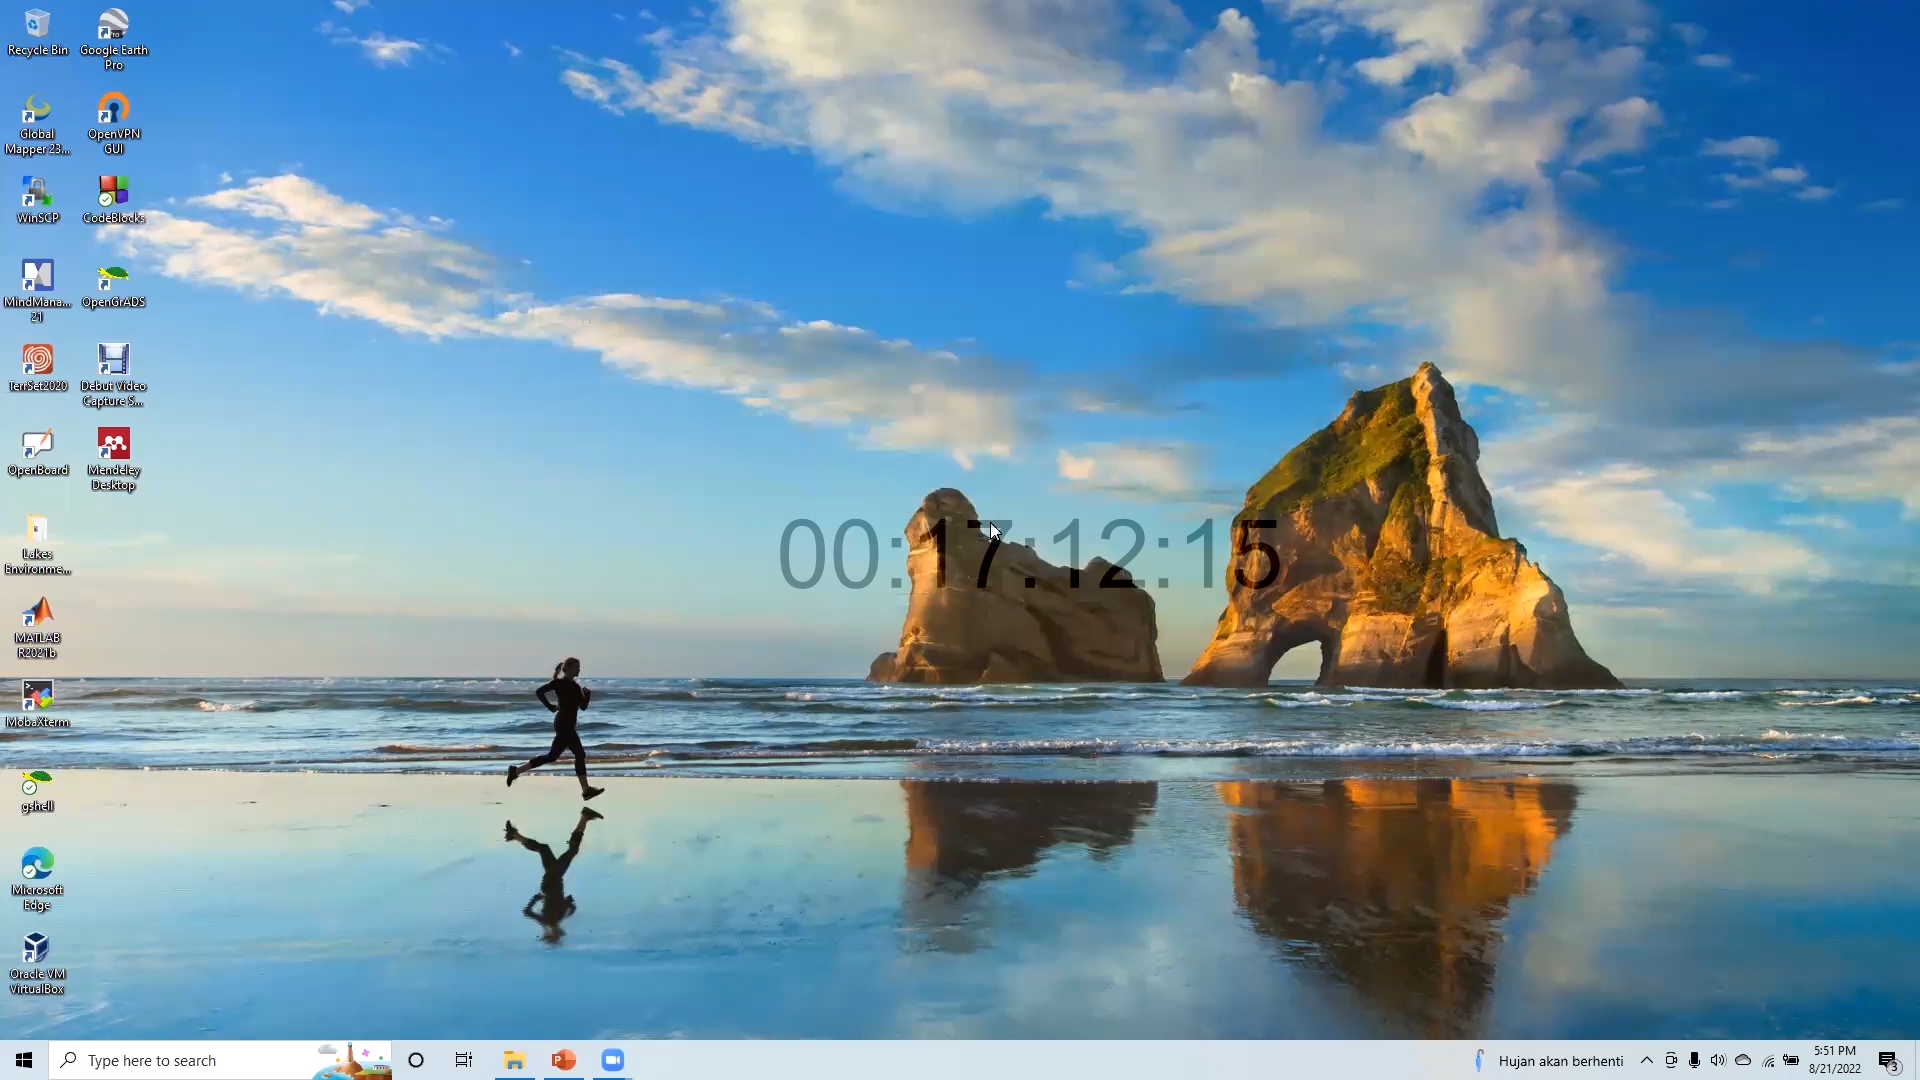 Recycle Bin
Google Earth
Pro
Global
Mapper 23...
OpenVPN
GUI
WinSCP
CodeBlocks
MindMana...
21
OpenGrADS
TerrSet2020
Debut Video
Capture S...
OpenBoard
Mendeley
Desktop
Lakes
Environme...
MATLAB
R2021b
MobaXterm
gshell
Microsoft
Edge
Oracle VM
VirtualBox
00:17:12:15
Type here to search
Hujan akan berhenti
5:51 PM
8/21/2022
3